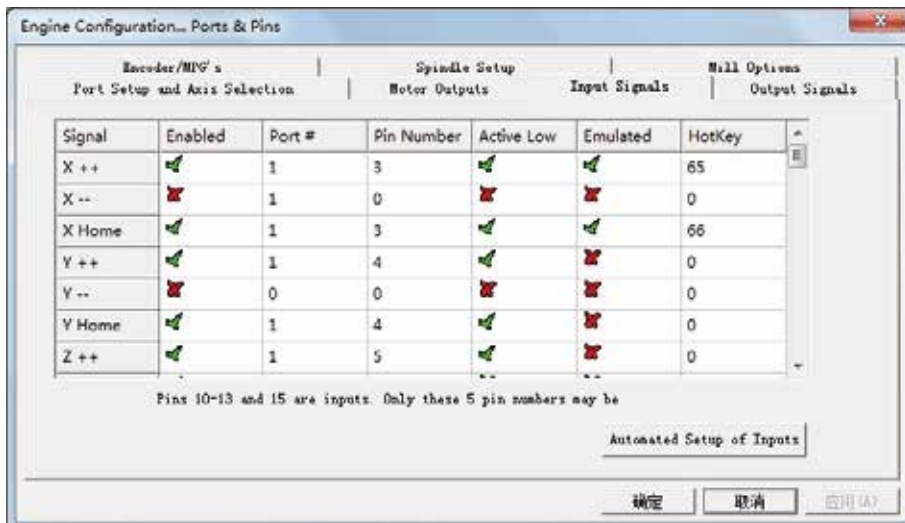 Engine Configuration... Ports & Pins
Encoder/MPG's Spindle Setup Mill Options
Port Setup and Axis Selection Motor Outputs Input Signals Output Signals
Signal Enabled Port # Pin Number Active Low Emulated HotKey
X ++ 1 3 65
X -- 1 0 0
X Home 1 3 66
Y ++ 1 4 0
Y -- 0 0 0
Y Home 1 4 0
Z ++ 1 5 0
Pins 10-13 and 15 are inputs. Only these 5 pin numbers may be
Automated Setup of Inputs
确定 取消 应用(A)